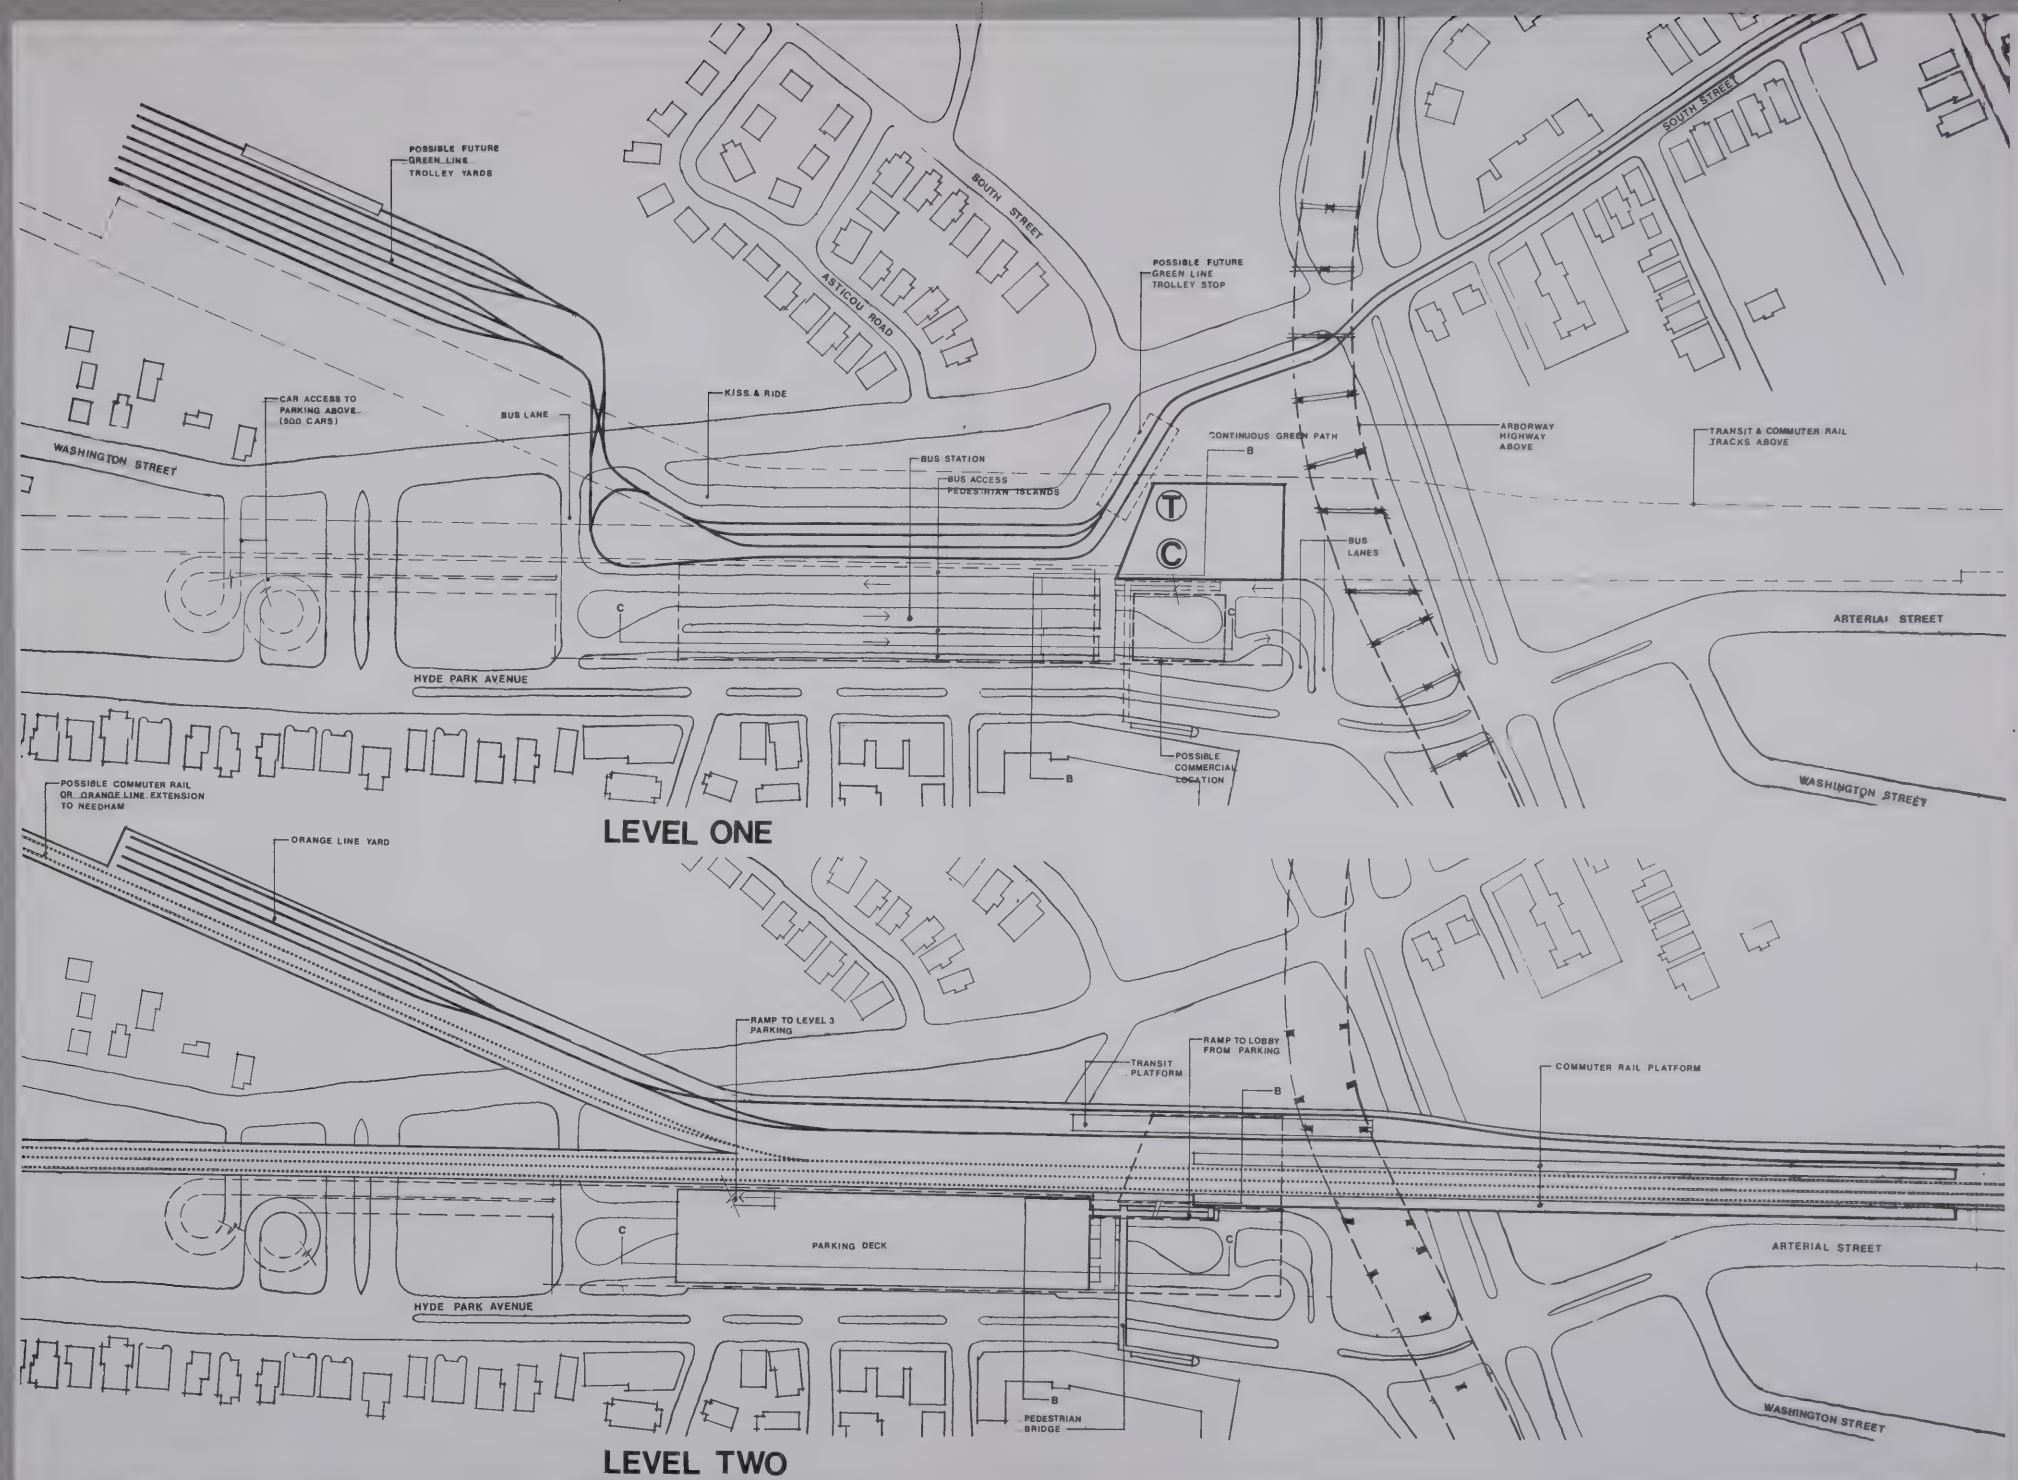 POSSIBLE FUTURE
GREEN LINE
TROLLEY YARDS
SOUTH STREET
SOUTH STREET
ASTICOU ROAD
POSSIBLE FUTURE
GREEN LINE
TROLLEY STOP
CAR ACCESS TO
PARKING ABOVE
(500 CARS)
BUS LANE
KISS & RIDE
CONTINUOUS GREEN PATH
B
ARBORWAY
HIGHWAY
ABOVE
TRANSIT & COMMUTER RAIL
TRACKS ABOVE
WASHINGTON STREET
BUS STATION
BUS ACCESS
PEDESTRIAN ISLANDS
T
C
BUS
LANES
C
C
ARTERIAL STREET
HYDE PARK AVENUE
POSSIBLE
COMMERCIAL
LOCATION
B
WASHINGTON STREET
POSSIBLE COMMUTER RAIL
OR ORANGE LINE EXTENSION
TO NEEDHAM
LEVEL ONE
ORANGE LINE YARD
RAMP TO LEVEL 3
PARKING
RAMP TO LOBBY
FROM PARKING
TRANSIT
PLATFORM
B
COMMUTER RAIL PLATFORM
C
C
PARKING DECK
ARTERIAL STREET
HYDE PARK AVENUE
B
PEDESTRIAN
BRIDGE
WASHINGTON STREET
LEVEL TWO